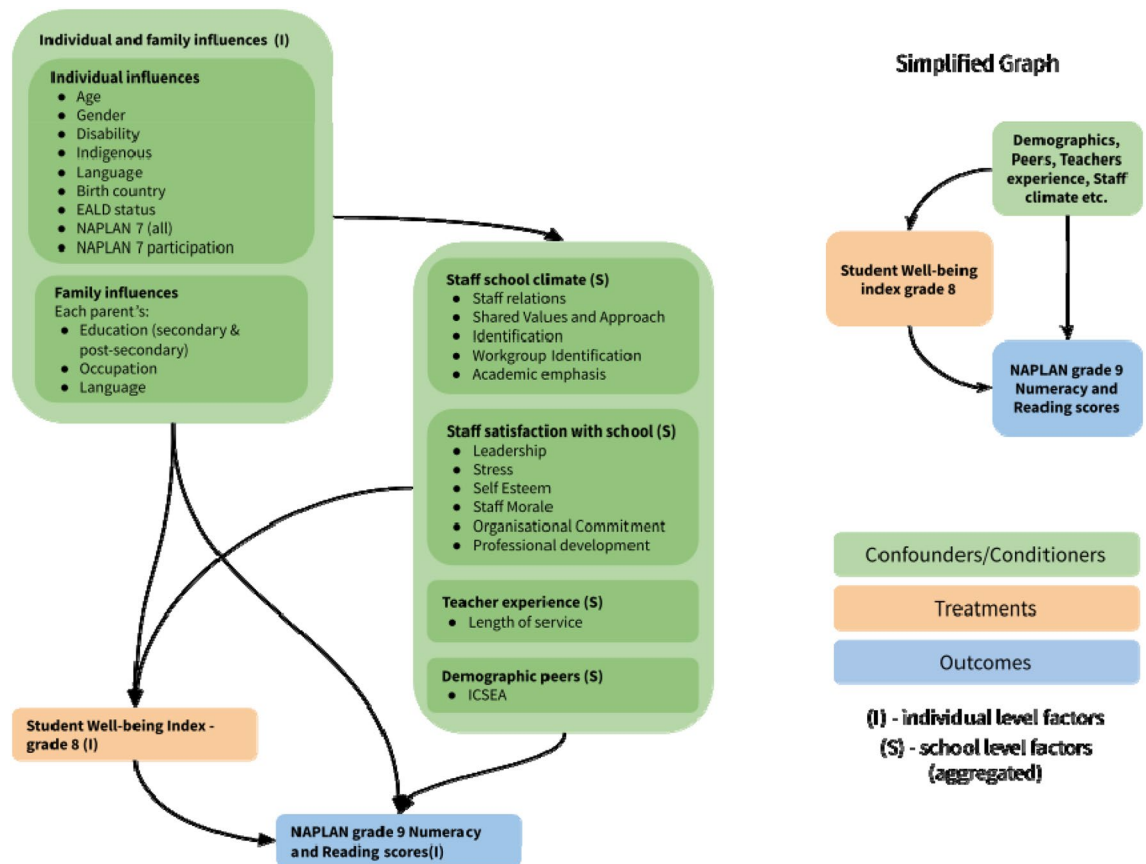 Individual and family influences (I)
Individual influences
● Age
● Gender
● Disability
● Indigenous
● Language
● Birth country
● EALD status
● NAPLAN 7 (all)
● NAPLAN 7 participation
Family influences
Each parent's:
● Education (secondary &
post-secondary)
● Occupation
● Language
Staff school climate (S)
● Staff relations
● Shared Values and Approach
● Identification
● Workgroup Identification
● Academic emphasis
Staff satisfaction with school (S)
● Leadership
● Stress
● Self Esteem
● Staff Morale
● Organisational Commitment
● Professional development
Teacher experience (S)
● Length of service
Demographic peers (S)
● ICSEA
Student Well-being Index -
grade 8 (I)
NAPLAN grade 9 Numeracy
and Reading scores(I)
Simplified Graph
Demographics,
Peers, Teachers
experience, Staff
climate etc.
Student Well-being
index grade 8
NAPLAN grade 9
Numeracy and
Reading scores
Confounders/Conditioners
Treatments
Outcomes
(I) - individual level factors
(S) - school level factors
(aggregated)